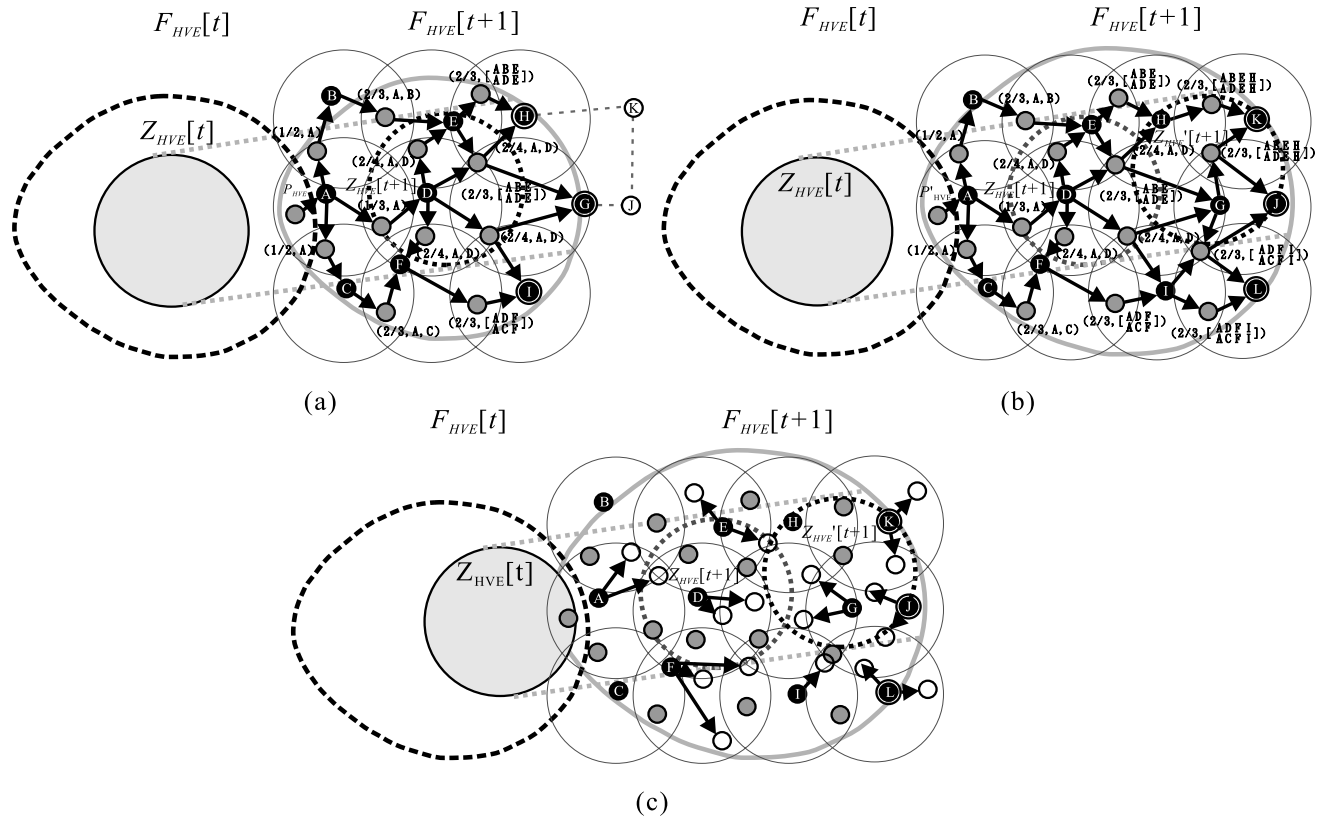 F_HVE[t] F_HVE[t+1]
Z_HVE[t]
B
(2/3, A, B)
(2/3, [ABE
ADE])
E
H
K
(1/2, A)
(2/4, A, D)
(2/4, A, D)
P_HVE
A
Z_HVE[t+1]
D
(1/3, A)
(2/3, [ABE
ADE])
G
J
(1/2, A)
(2/4, A, D)
(2/4, A, D)
F
C
I
(2/3, A, C)
(2/3, [ADF
ACF])
(a)
F_HVE[t] F_HVE[t+1]
Z_HVE[t]
B
(2/3, A, B)
(2/3, [ABE
ADE])
(2/3, [ABEH
ADEH])
E
H
K
(1/2, A)
Z_HVE'[t+1]
(2/4, A, D)
(2/4, A, D)
(2/3, [ABEH
ADEH])
P'_HVE
A
Z_HVE[t+1]
D
(1/3, A)
(2/3, [ABE
ADE])
G
J
(1/2, A)
(2/4, A, D)
(2/4, A, D)
(2/3, [ADFI
ACFI])
F
C
I
L
(2/3, A, C)
(2/3, [ADF
ACF])
(2/3, [ADFI
ACFI])
(b)
F_HVE[t] F_HVE[t+1]
B
E
H
K
Z_HVE'[t+1]
Z_HVE[t]
Z_HVE[t+1]
A
D
G
J
F
C
I
L
(c)